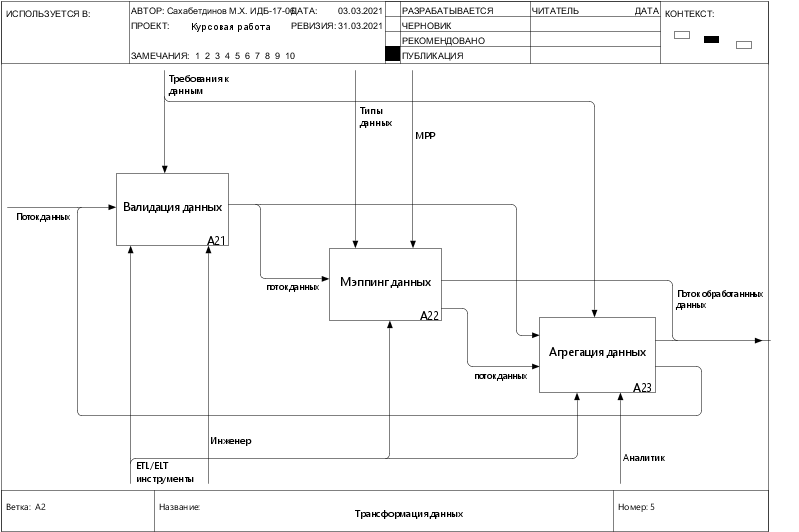 ИСПОЛЬЗУЕТСЯ В:
АВТОР: Сахабетдинов М.Х. ИДБ-17-06
ДАТА: 03.03.2021
ПРОЕКТ: Курсовая работа
РЕВИЗИЯ: 31.03.2021
ЗАМЕЧАНИЯ: 1 2 3 4 5 6 7 8 9 10
РАЗРАБАТЫВАЕТСЯ
ЧЕРНОВИК
РЕКОМЕНДОВАНО
ПУБЛИКАЦИЯ
ЧИТАТЕЛЬ ДАТА
КОНТЕКСТ:
Требования к
данным
Типы
данных
МРР
Поток данных
Валидация данных
A21
поток данных
Мэппинг данных
A22
Поток обработаннных
данных
поток данных
Агрегация данных
A23
Инженер
ETL/ELT
инструменты
Аналитик
Ветка: A2
Название:
Трансформация данных
Номер: 5